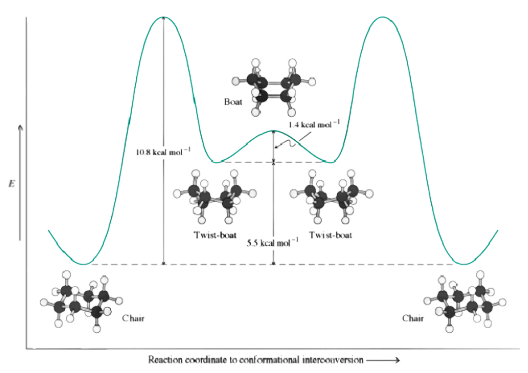 Boat
1.4 kcal mol⁻¹
10.8 kcal mol⁻¹
E
Twist-boat
Twist-boat
5.5 kcal mol⁻¹
Chair
Chair
Reaction coordinate to conformational interconversion